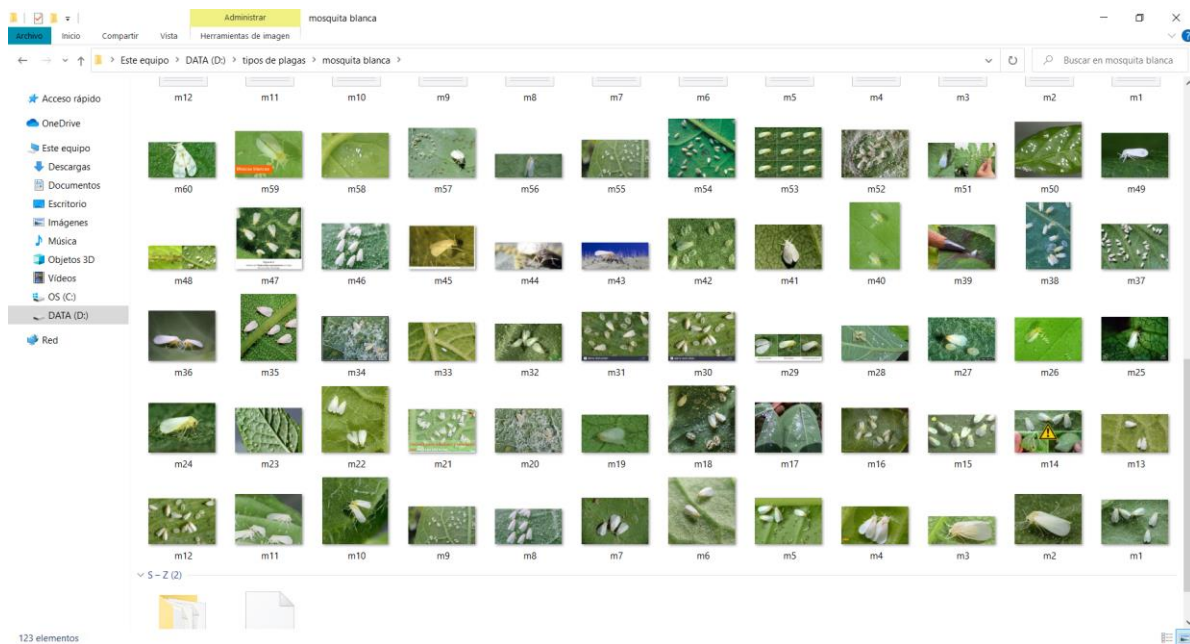 Administrar
mosquita blanca
Archivo
Inicio
Compartir
Vista
Herramientas de imagen
Este equipo > DATA (D:) > tipos de plagas > mosquita blanca >
Buscar en mosquita blanca
Acceso rápido
OneDrive
Este equipo
Descargas
Documentos
Escritorio
Imágenes
Música
Objetos 3D
Vídeos
OS (C:)
DATA (D:)
Red
m12 m11 m10 m9 m8 m7 m6 m5 m4 m3 m2 m1
m60 m59 m58 m57 m56 m55 m54 m53 m52 m51 m50 m49
m48 m47 m46 m45 m44 m43 m42 m41 m40 m39 m38 m37
m36 m35 m34 m33 m32 m31 m30 m29 m28 m27 m26 m25
m24 m23 m22 m21 m20 m19 m18 m17 m16 m15 m14 m13
m12 m11 m10 m9 m8 m7 m6 m5 m4 m3 m2 m1
S – Z (2)
123 elementos